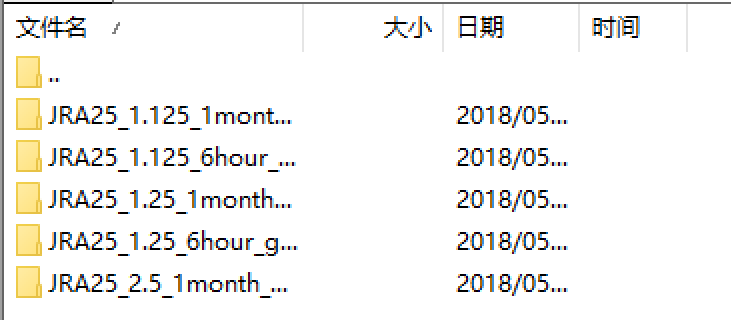 文件名 大小 日期 时间
..
JRA25_1.125_1mont... 2018/05...
JRA25_1.125_6hour_... 2018/05...
JRA25_1.25_1month... 2018/05...
JRA25_1.25_6hour_g... 2018/05...
JRA25_2.5_1month_... 2018/05...